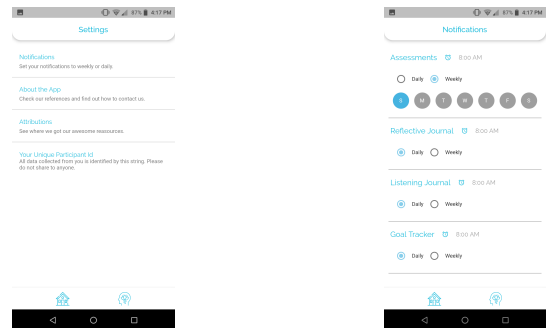 87% 4:17 PM
Settings
Notifications
Set your notifications to weekly or daily.
About the App
Check our references and find out how to contact us.
Attributions
See where we got our awesome reasources.
Your Unique Participant Id
All data collected from you is identified by this string. Please
do not share to anyone.
87% 4:17 PM
Notifications
Assessments 8:00 AM
Daily Weekly
S M T W T F S
Reflective Journal 8:00 AM
Daily Weekly
Listening Journal 8:00 AM
Daily Weekly
Goal Tracker 8:00 AM
Daily Weekly